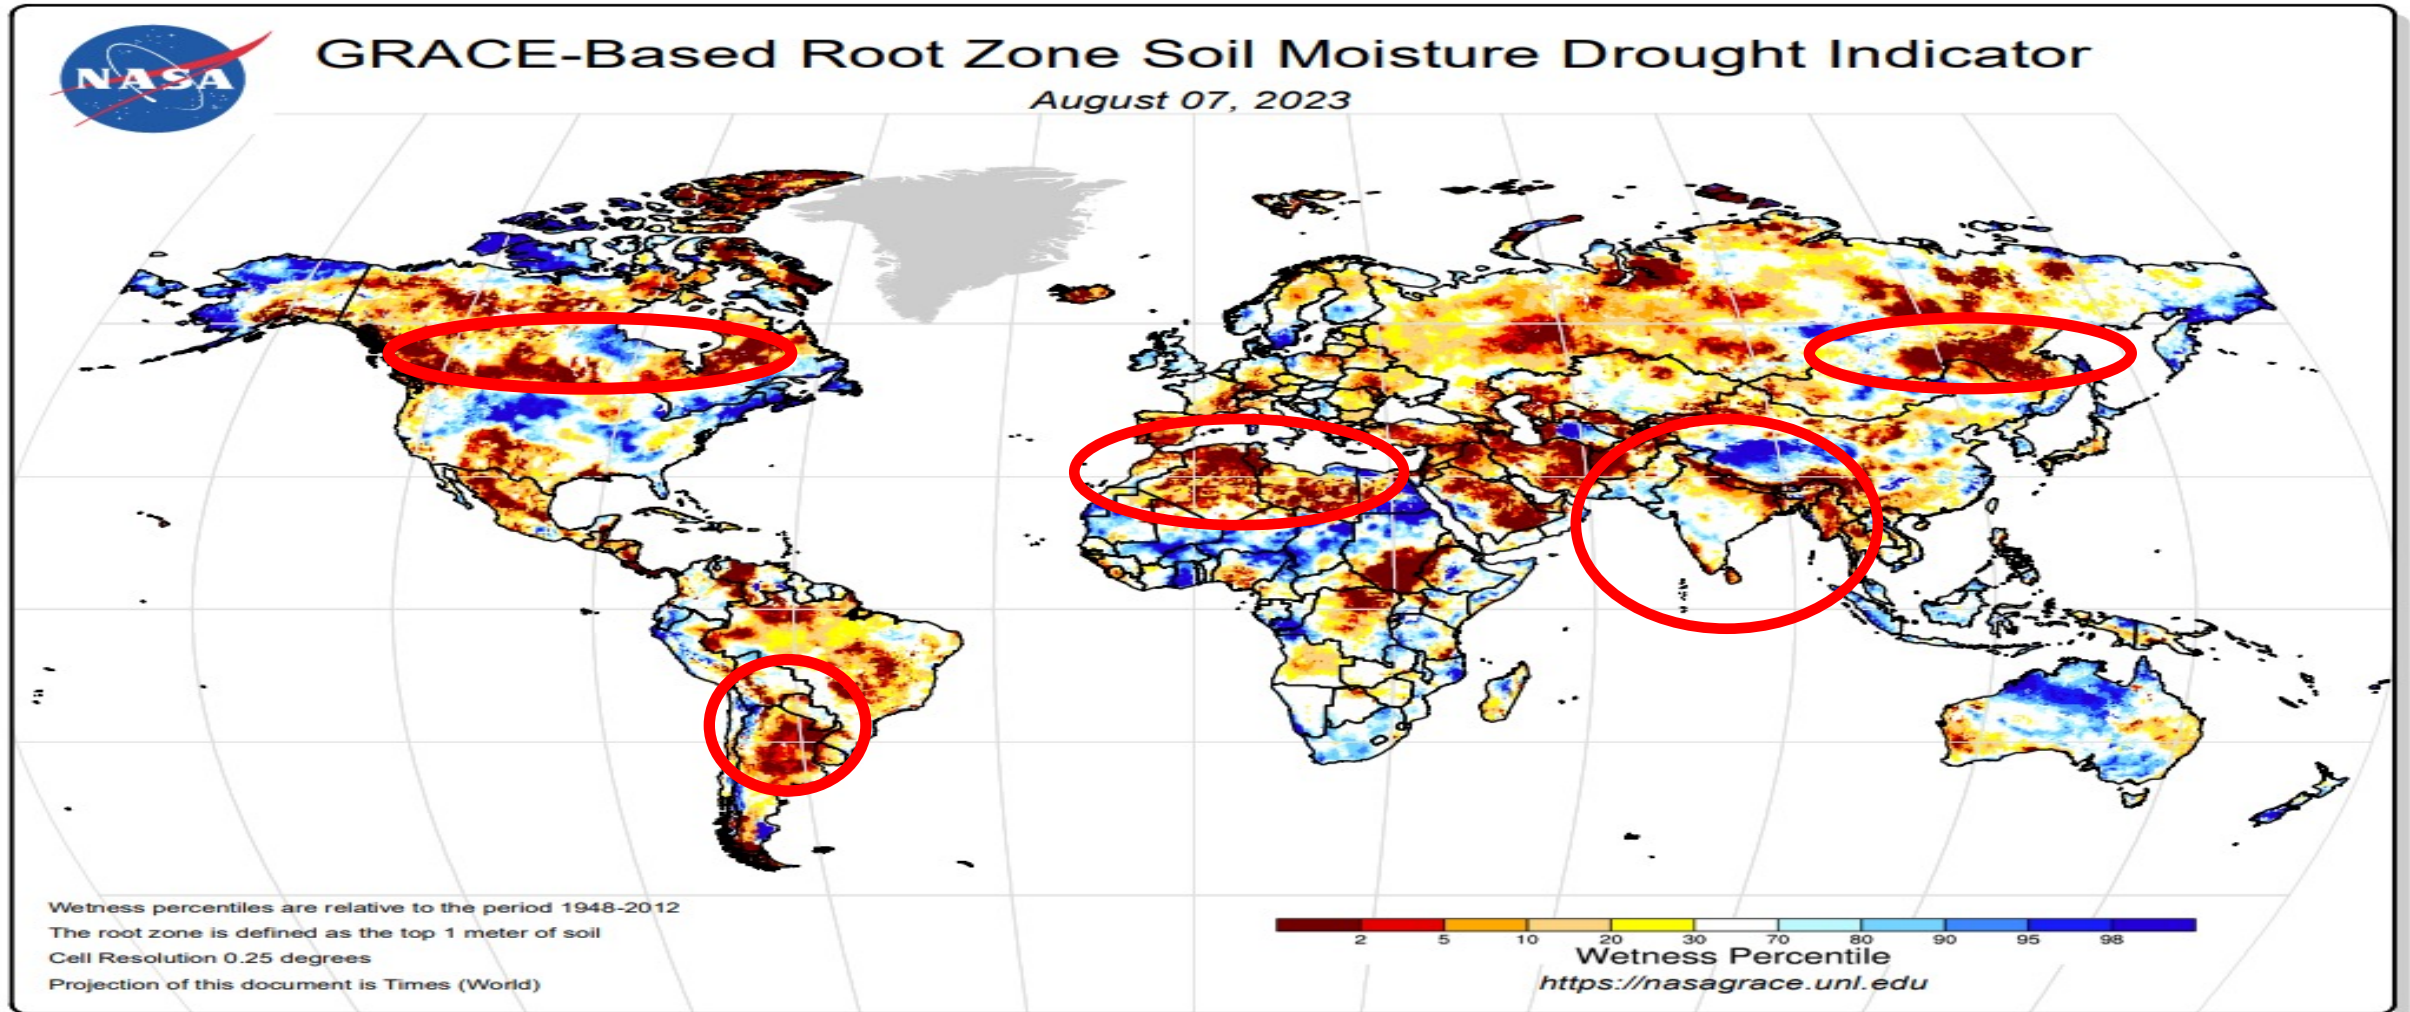 NASA
GRACE-Based Root Zone Soil Moisture Drought Indicator
August 07, 2023
Wetness percentiles are relative to the period 1948-2012
The root zone is defined as the top 1 meter of soil
Cell Resolution 0.25 degrees
Projection of this document is Times (World)
2 5 10 20 30 70 80 90 95 98
Wetness Percentile
https://nasagrace.unl.edu